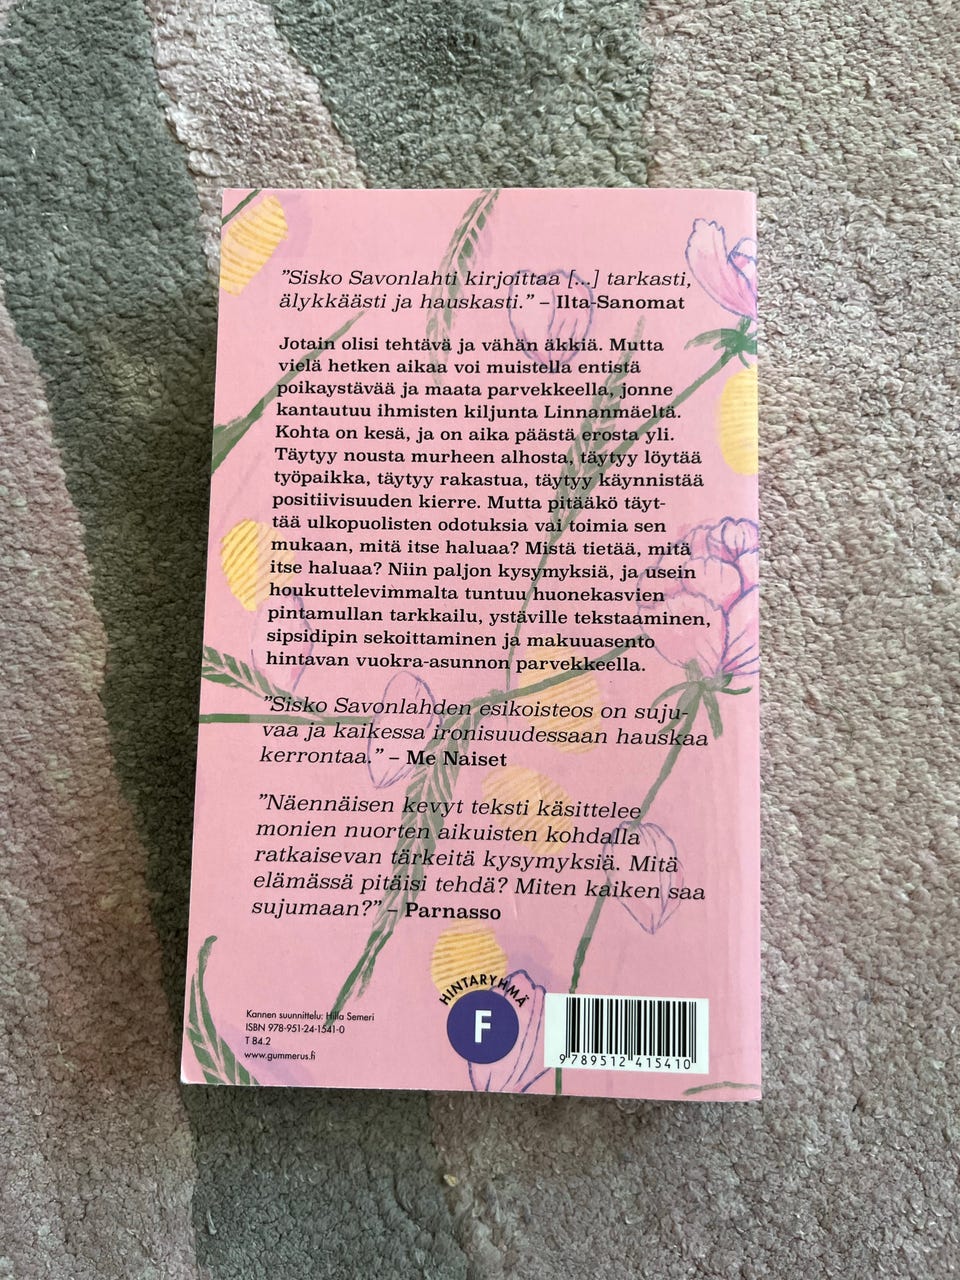 ”Sisko Savonlahti kirjoittaa [...] tarkasti,
älykkäästi ja hauskasti.” – Ilta-Sanomat
Jotain olisi tehtävä ja vähän äkkiä. Mutta
vielä hetken aikaa voi muistella entistä
poikaystävää ja maata parvekkeella, jonne
kantautuu ihmisten kiljunta Linnanmäeltä.
Kohta on kesä, ja on aika päästä erosta yli.
Täytyy nousta murheen alhosta, täytyy löytää
työpaikka, täytyy rakastua, täytyy käynnistää
positiivisuuden kierre. Mutta pitääkö täyt-
tää ulkopuolisten odotuksia vai toimia sen
mukaan, mitä itse haluaa? Mistä tietää, mitä
itse haluaa? Niin paljon kysymyksiä, ja usein
houkuttelevimmalta tuntuu huonekasvien
pintamullan tarkkailu, ystäville tekstaaminen,
sipsidipin sekoittaminen ja makuuasento
hintavan vuokra-asunnon parvekkeella.
”Sisko Savonlahden esikoisteos on suju-
vaa ja kaikessa ironisuudessaan hauskaa
kerrontaa.” – Me Naiset
”Näennäisen kevyt teksti käsittelee
monien nuorten aikuisten kohdalla
ratkaisevan tärkeitä kysymyksiä. Mitä
elämässä pitäisi tehdä? Miten kaiken saa
sujumaan?” – Parnasso
Kannen suunnittelu: Hilla Semeri
ISBN 978-951-24-1541-0
T 84.2
www.gummerus.fi
HINTARYHMÄ
F
9 789512 415410